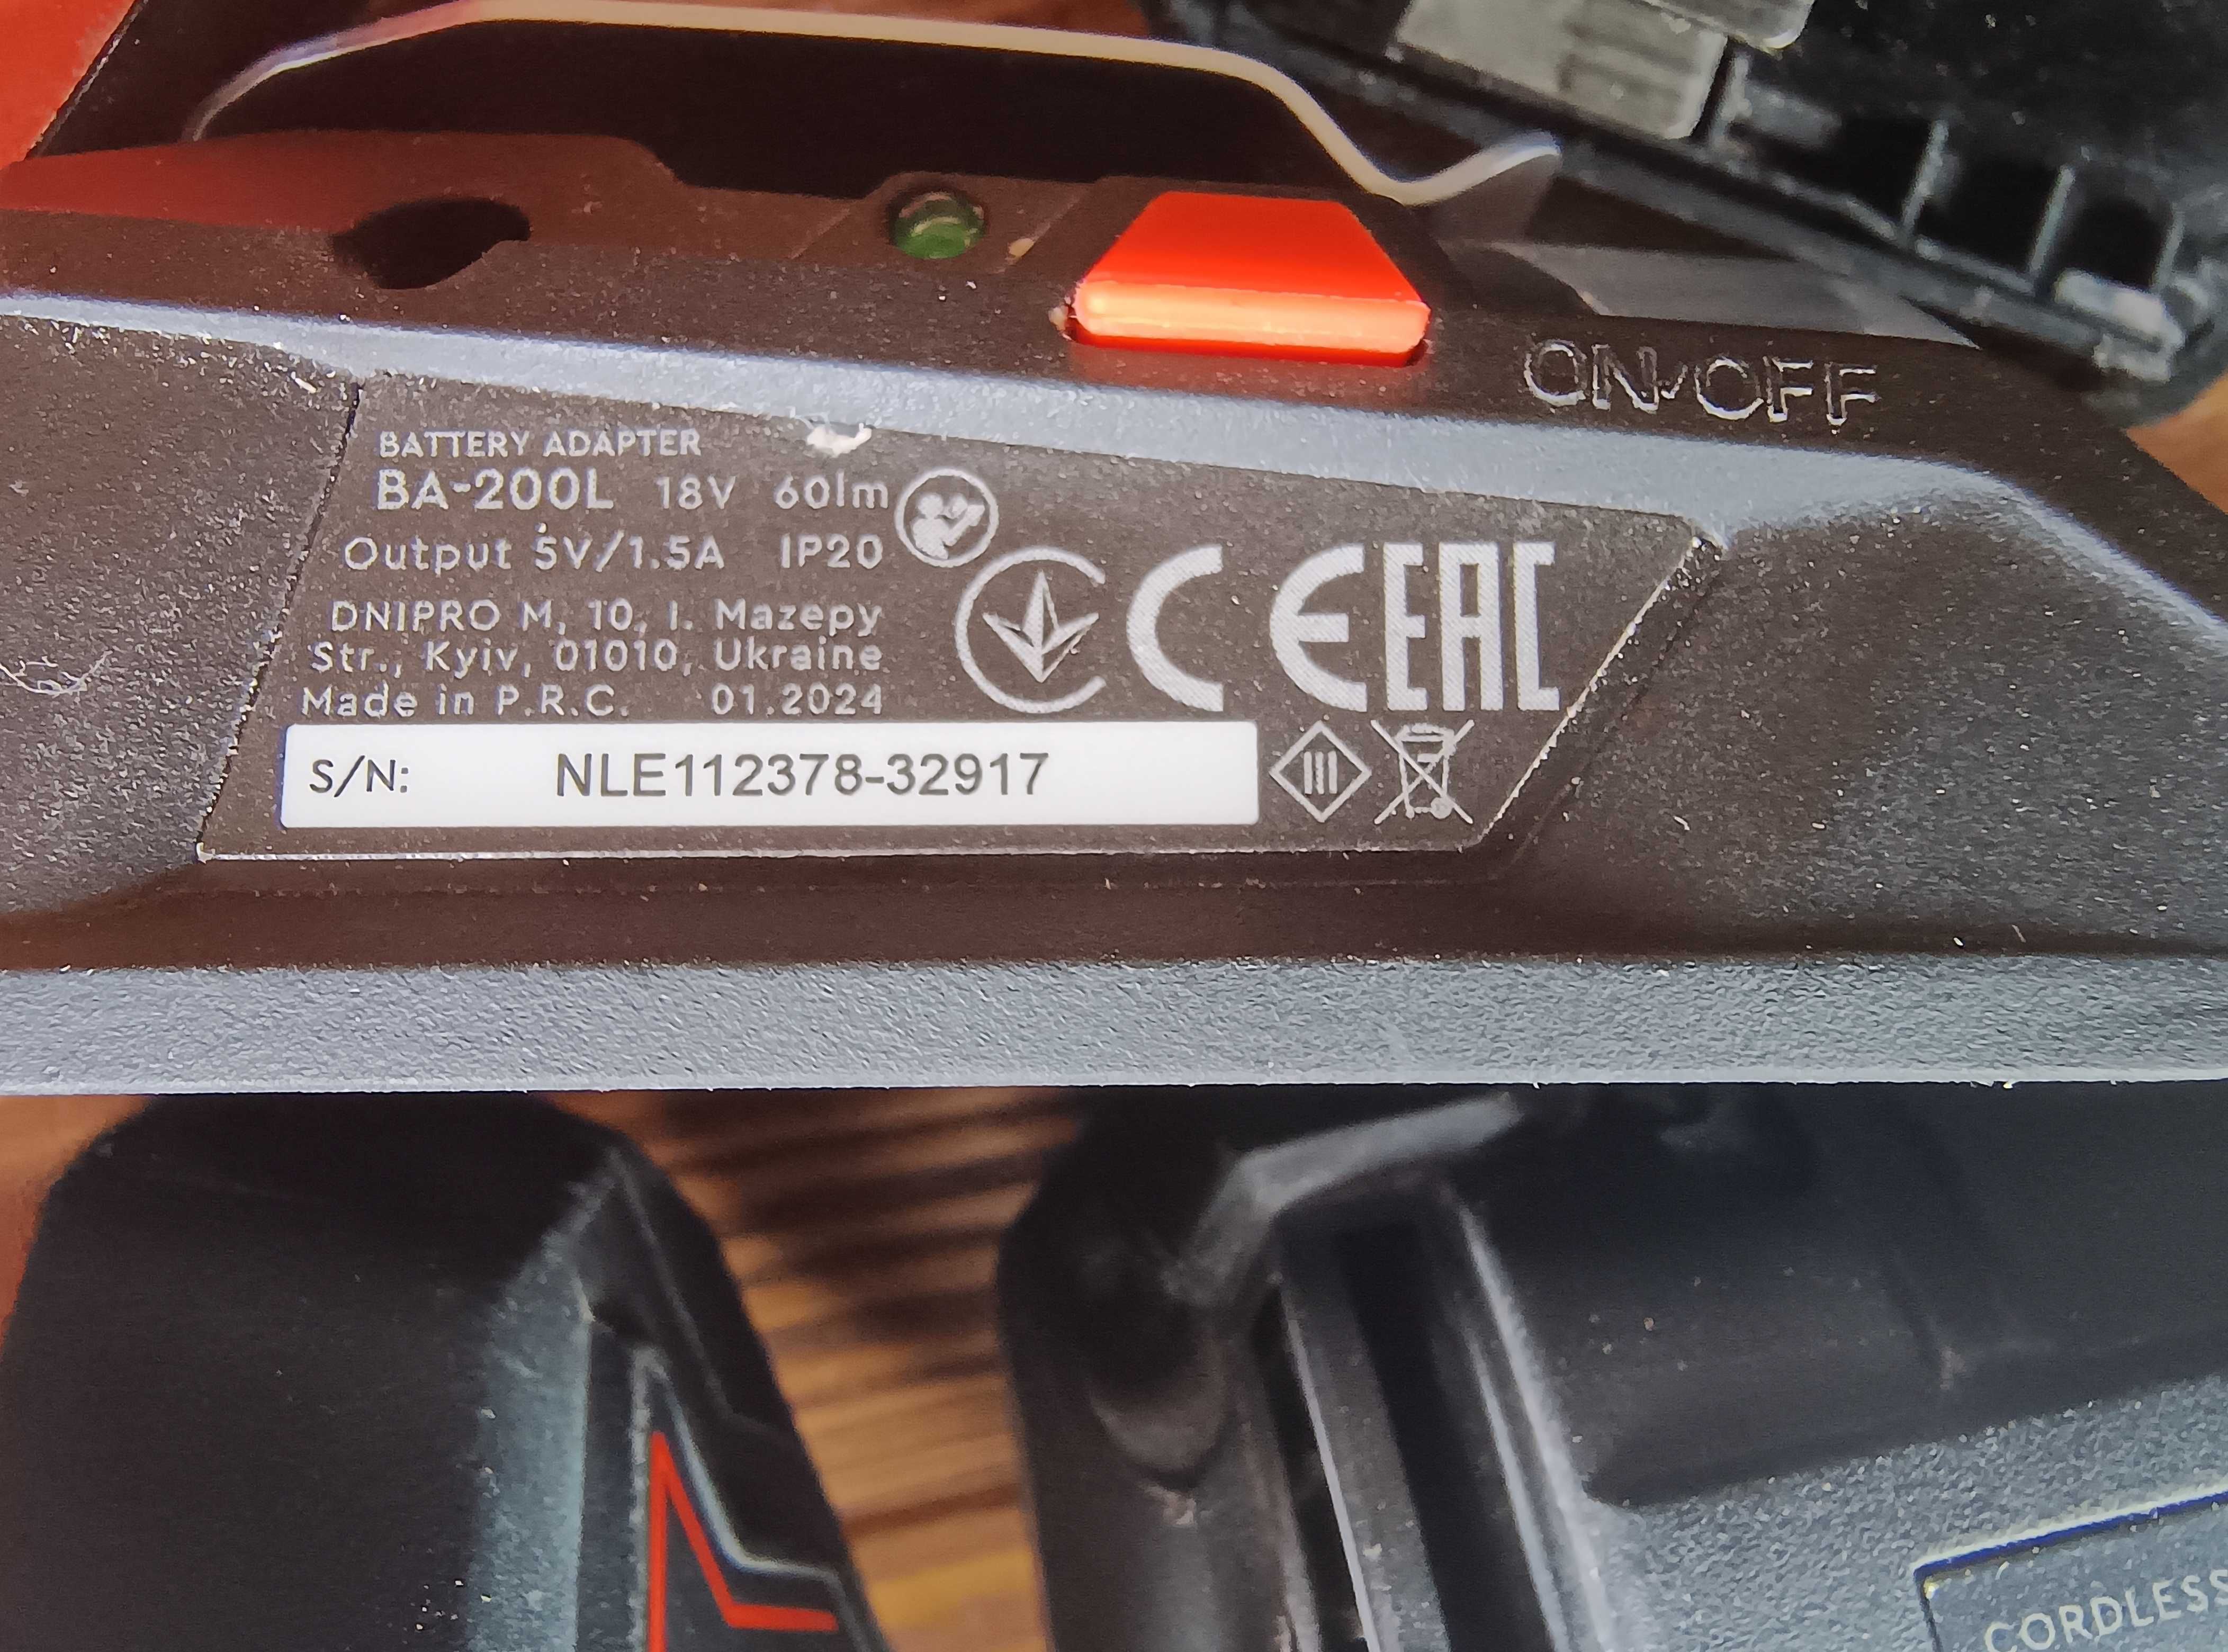 ON/OFF
BATTERY ADAPTER
BA-200L 18V 60lm
Output 5V/1.5A IP20
DNIPRO M, 10, I. Mazepy
Str., Kyiv, 01010, Ukraine
Made in P.R.C. 01.2024
CE EAC
S/N: NLE112378-32917
III
CORDLESS